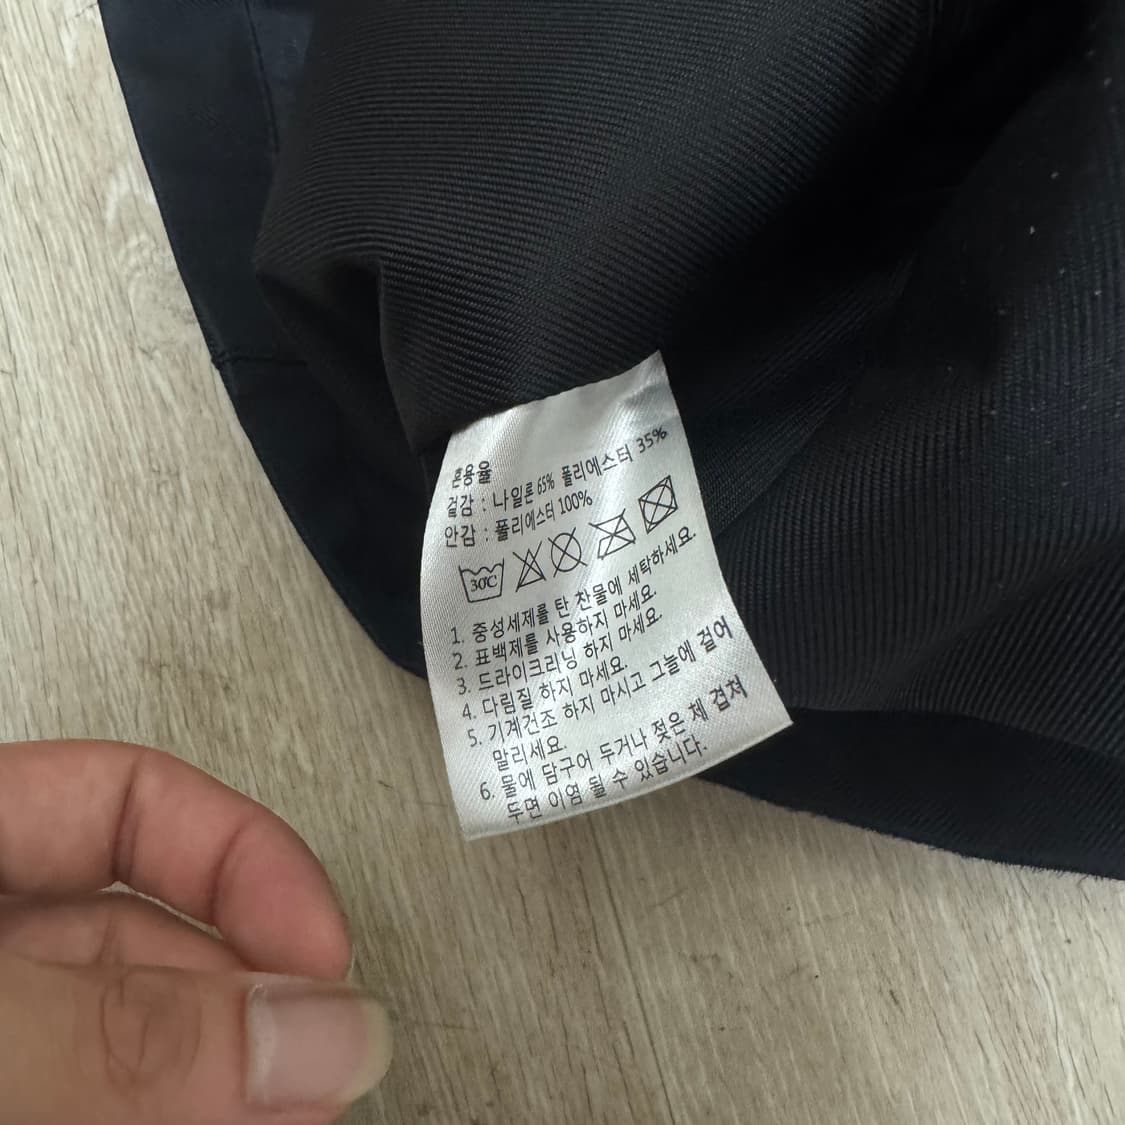 혼용율
겉감 : 나일론 65% 폴리에스터 35%
안감 : 폴리에스터 100%
30℃
1. 중성세제를 탄 찬물에 세탁하세요.
2. 표백제를 사용하지 마세요.
3. 드라이크리닝 하지 마세요.
4. 다림질 하지 마세요.
5. 기계건조 하지 마시고 그늘에 걸어
말리세요.
6. 물에 담구어 두거나 젖은 체 겹쳐
두면 이염 될 수 있습니다.